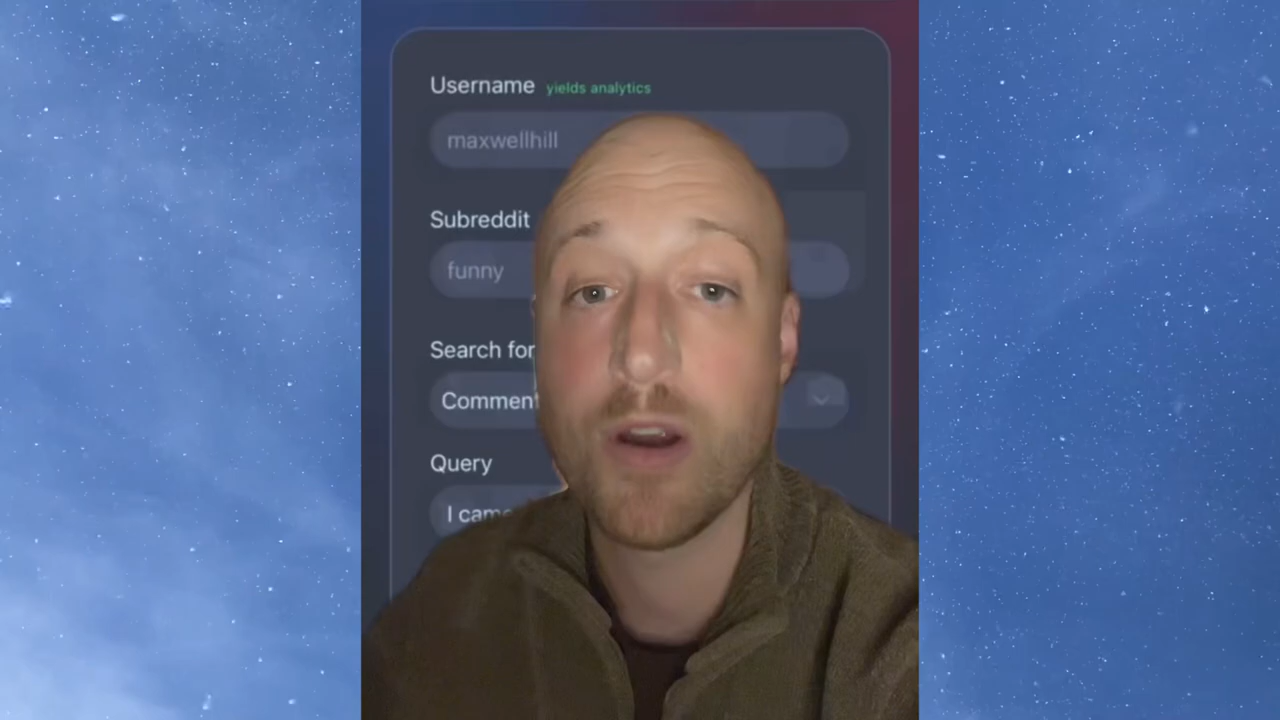 Username yields analytics
maxwellhill
Subreddit
funny
Search for
Comment
Query
I came